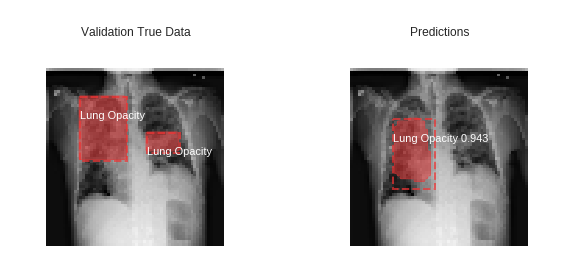 Validation True Data
Predictions
Lung Opacity
Lung Opacity
Lung Opacity 0.943